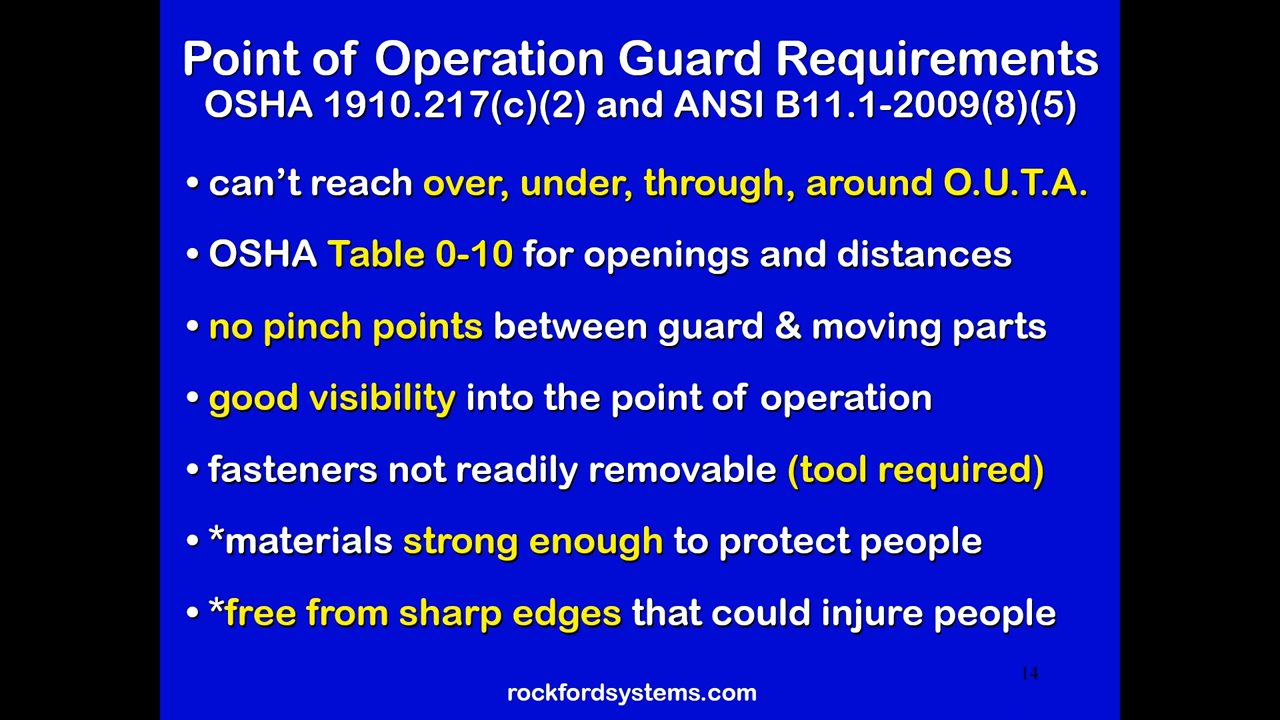 Point of Operation Guard Requirements
OSHA 1910.217(c)(2) and ANSI B11.1-2009(8)(5)
• can’t reach over, under, through, around O.U.T.A.
• OSHA Table 0-10 for openings and distances
• no pinch points between guard & moving parts
• good visibility into the point of operation
• fasteners not readily removable (tool required)
• *materials strong enough to protect people
• *free from sharp edges that could injure people
14
rockfordsystems.com